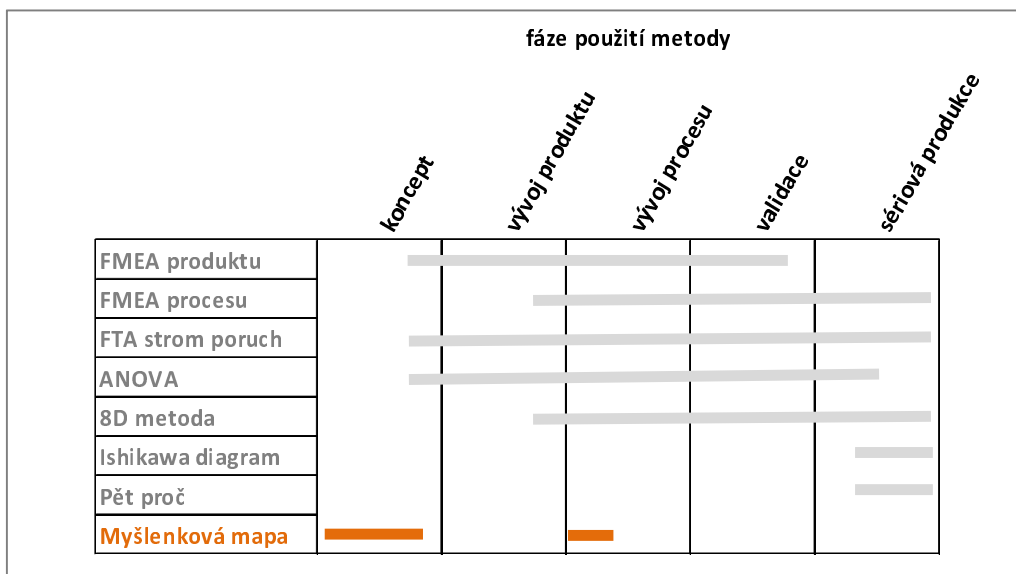 fáze použití metody
koncept
vývoj produktu
vývoj procesu
validace
sériová produkce
FMEA produktu
FMEA procesu
FTA strom poruch
ANOVA
8D metoda
Ishikawa diagram
Pět proč
Myšlenková mapa